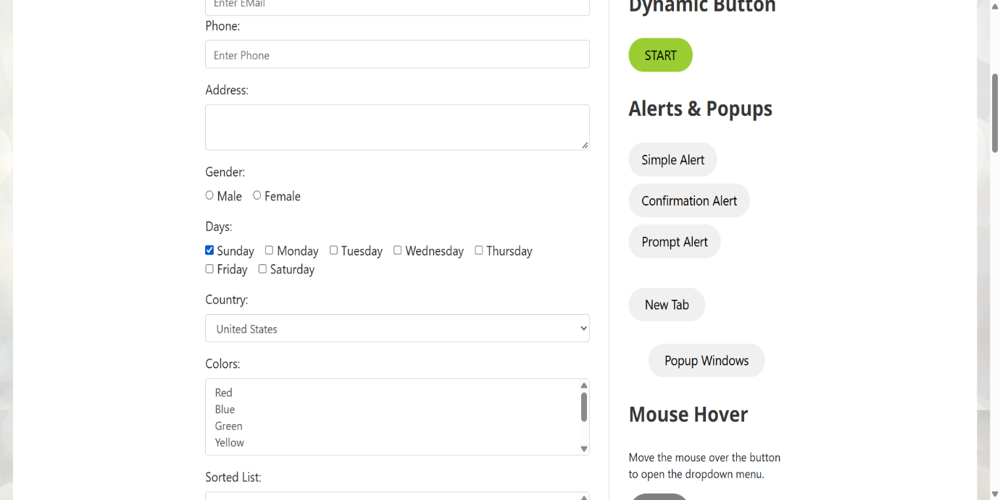 Enter EMail
Phone:
Enter Phone
Address:
Gender:
Male Female
Days:
Sunday Monday Tuesday Wednesday Thursday
Friday Saturday
Country:
United States
Colors:
Red
Blue
Green
Yellow
Sorted List:
Dynamic Button
START
Alerts & Popups
Simple Alert
Confirmation Alert
Prompt Alert
New Tab
Popup Windows
Mouse Hover
Move the mouse over the button
to open the dropdown menu.